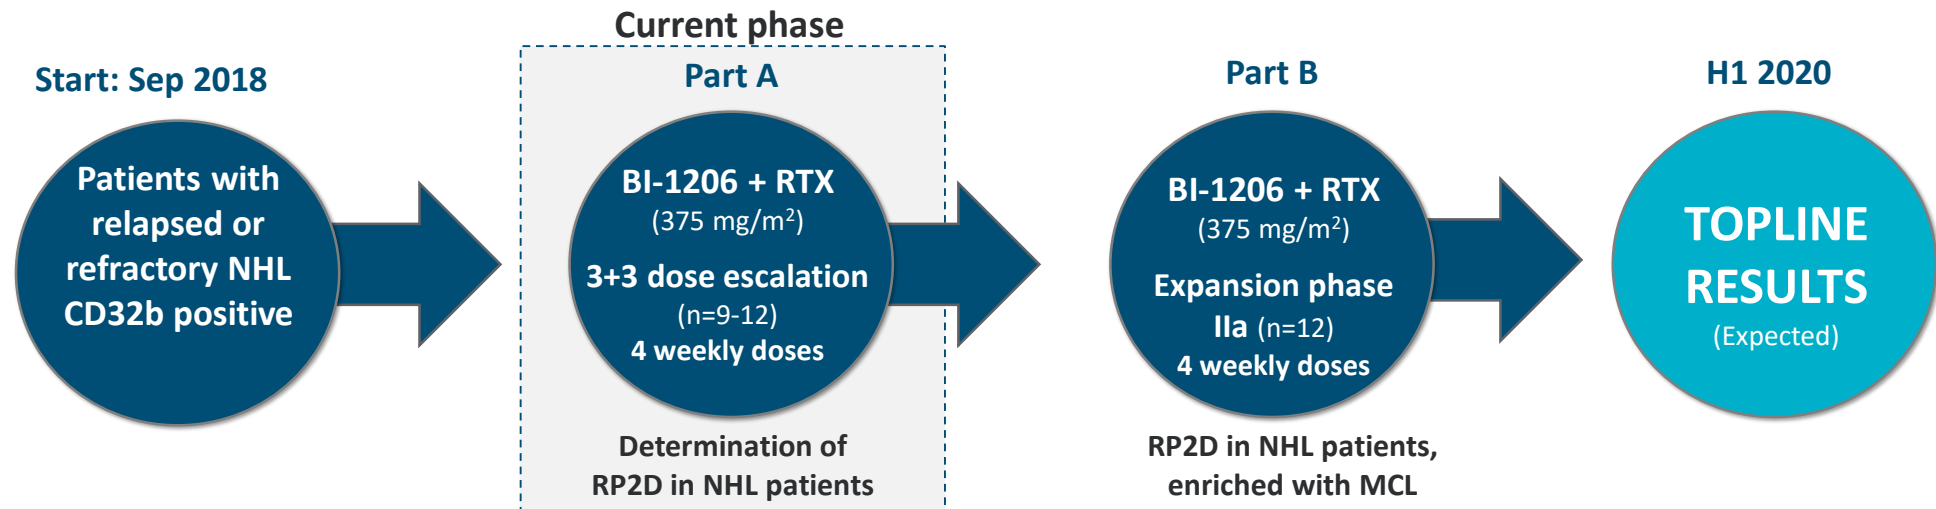 Current phase
Start: Sep 2018
Patients with
relapsed or
refractory NHL
CD32b positive
Part A
BI-1206 + RTX
(375 mg/m²)
3+3 dose escalation
(n=9-12)
4 weekly doses
Determination of
RP2D in NHL patients
Part B
BI-1206 + RTX
(375 mg/m²)
Expansion phase
IIa (n=12)
4 weekly doses
RP2D in NHL patients,
enriched with MCL
H1 2020
TOPLINE
RESULTS
(Expected)